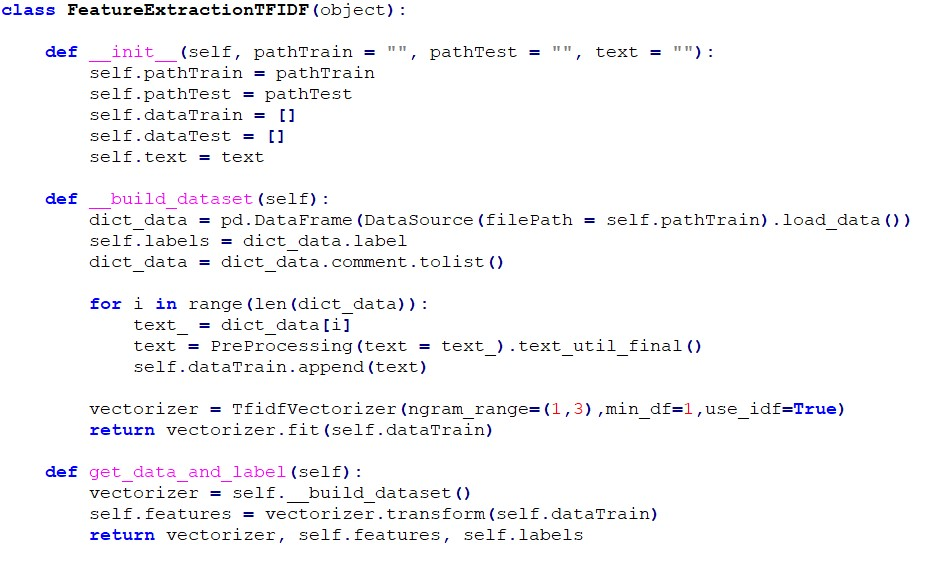 class FeatureExtractionTFIDF(object):

    def __init__(self, pathTrain = "", pathTest = "", text = ""):
        self.pathTrain = pathTrain
        self.pathTest = pathTest
        self.dataTrain = []
        self.dataTest = []
        self.text = text

    def __build_dataset(self):
        dict_data = pd.DataFrame(DataSource(filePath = self.pathTrain).load_data())
        self.labels = dict_data.label
        dict_data = dict_data.comment.tolist()

        for i in range(len(dict_data)):
            text_ = dict_data[i]
            text = PreProcessing(text = text_).text_util_final()
            self.dataTrain.append(text)

        vectorizer = TfidfVectorizer(ngram_range=(1,3),min_df=1,use_idf=True)
        return vectorizer.fit(self.dataTrain)

    def get_data_and_label(self):
        vectorizer = self.__build_dataset()
        self.features = vectorizer.transform(self.dataTrain)
        return vectorizer, self.features, self.labels